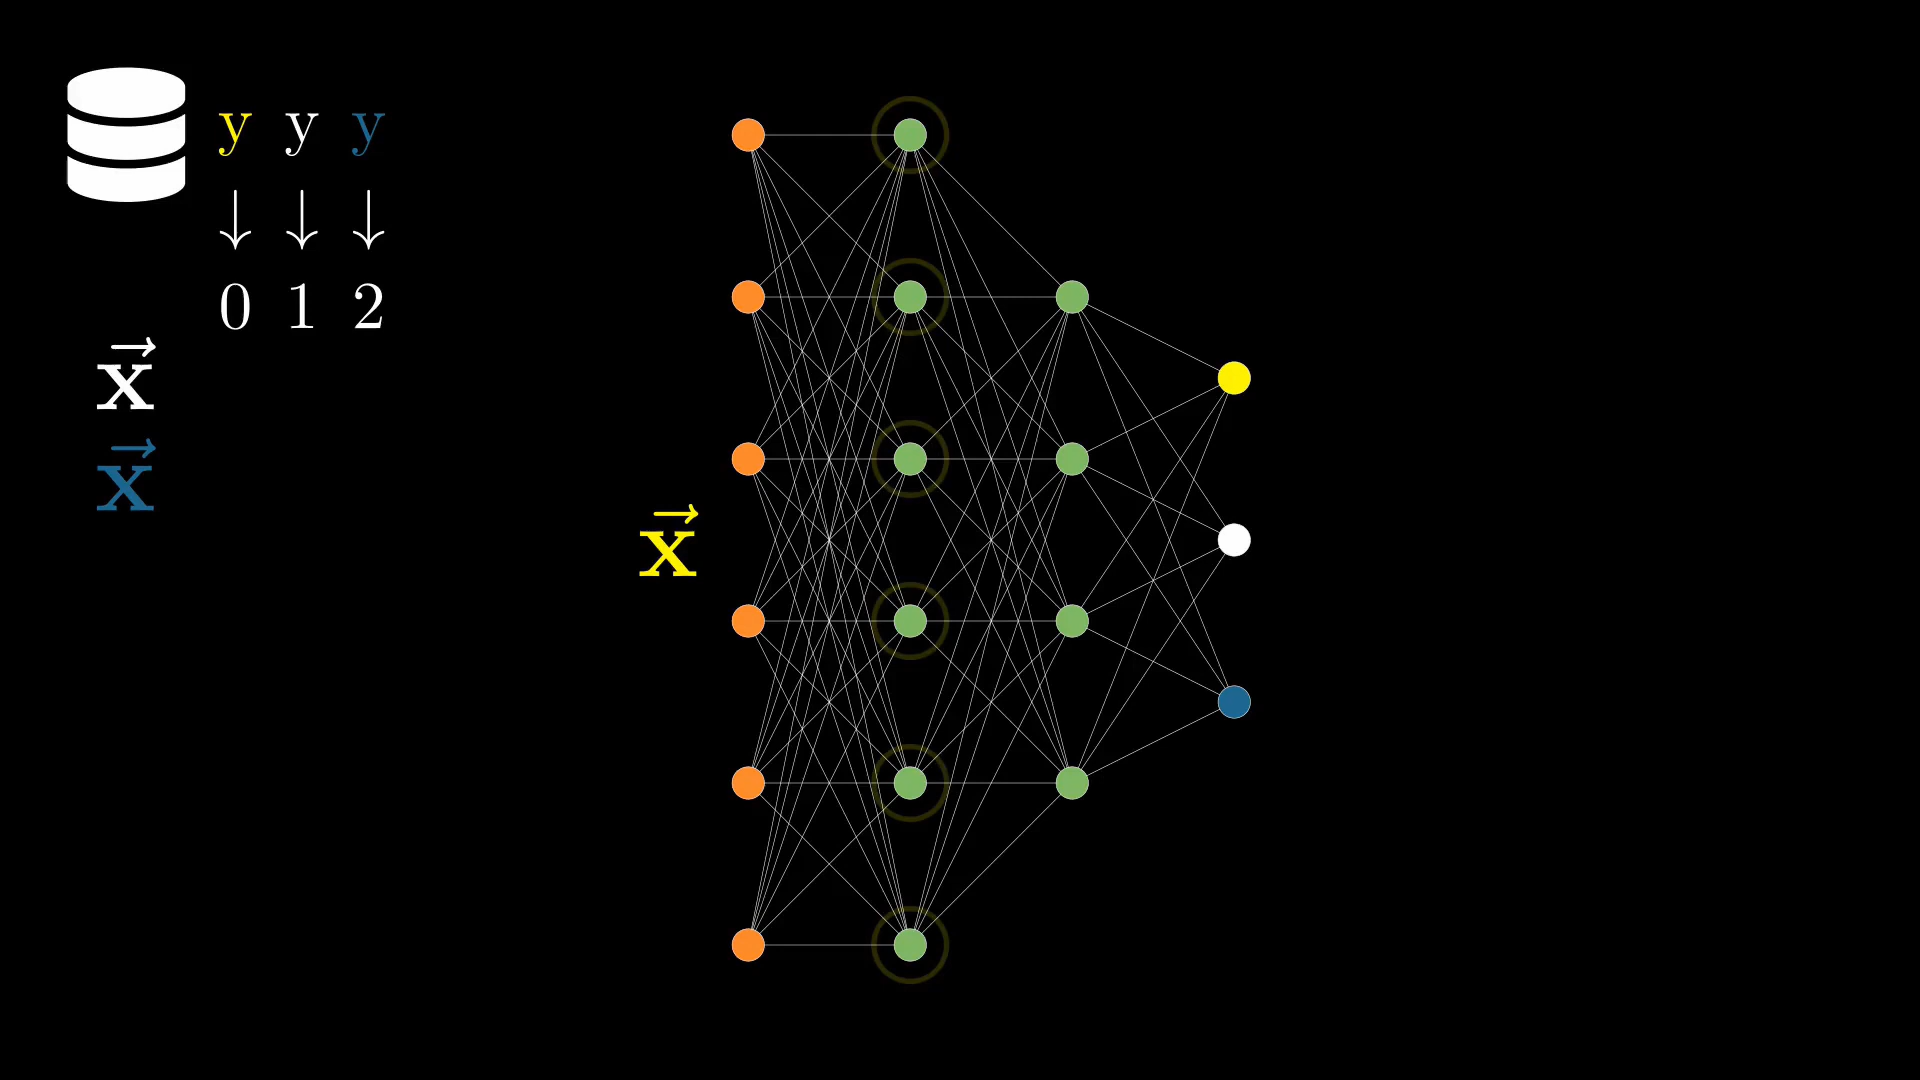 y y y
↓ ↓ ↓
0 1 2
x⃗
x⃗
x⃗